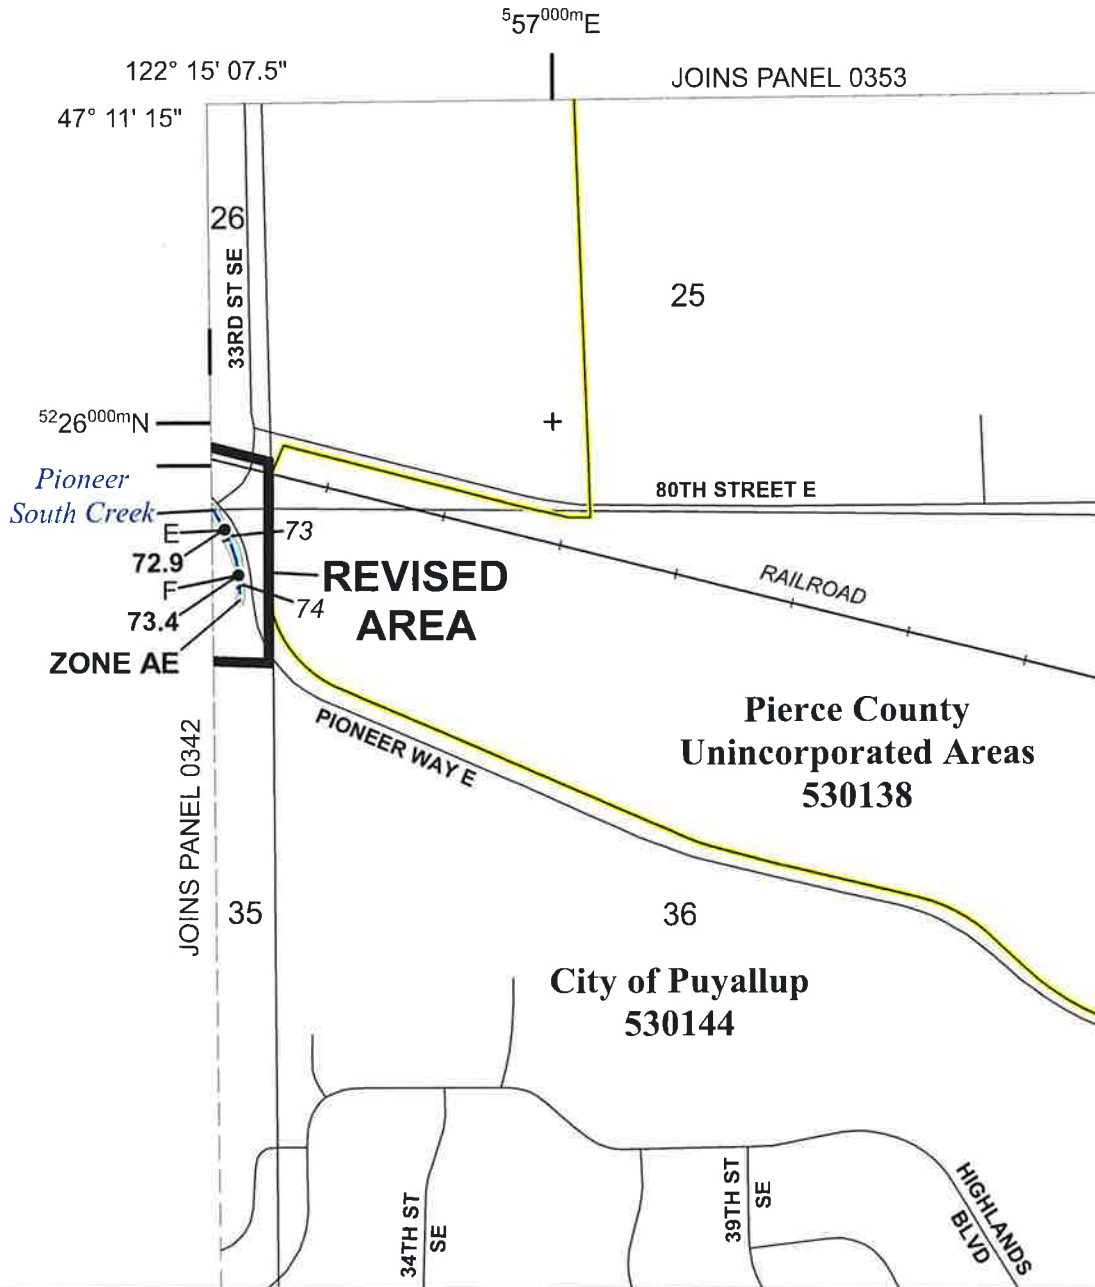 557000mE
122° 15' 07.5"
JOINS PANEL 0353
47° 11' 15"
26
33RD ST SE
25
5226000mN
Pioneer
South Creek
80TH STREET E
E
73
72.9
F
REVISED
AREA
RAILROAD
74
73.4
ZONE AE
PIONEER WAY E
Pierce County
Unincorporated Areas
530138
JOINS PANEL 0342
35
36
City of Puyallup
530144
34TH ST
SE
39TH ST
SE
HIGHLANDS
BLVD